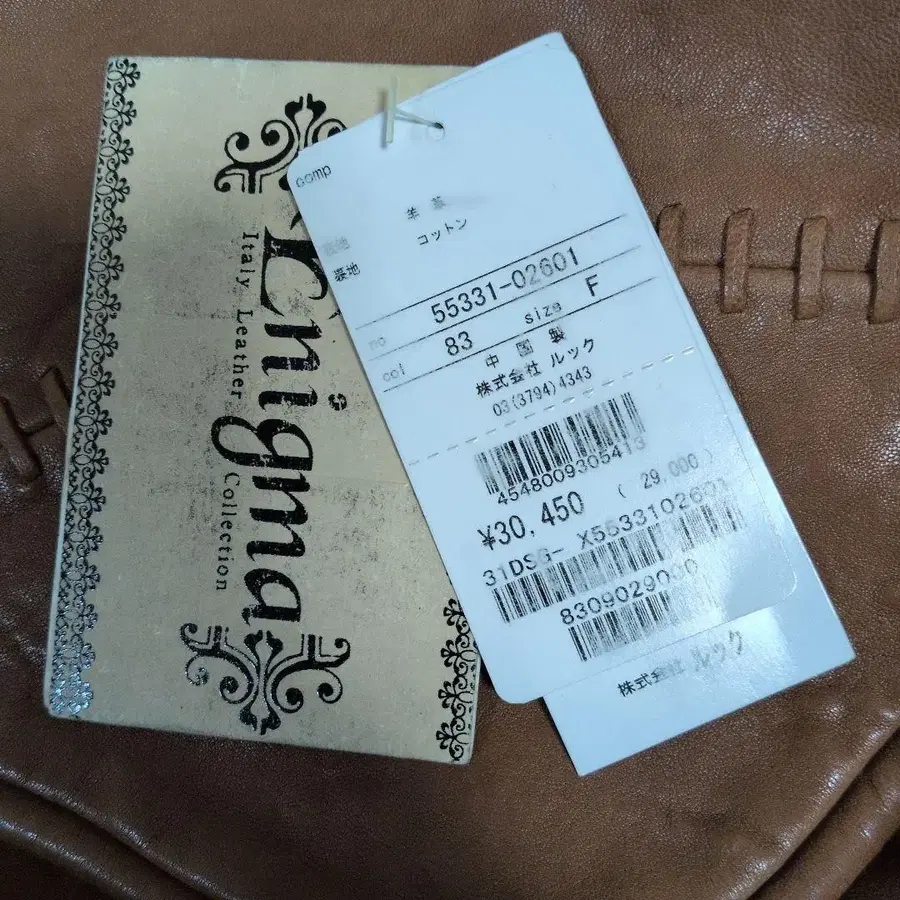 Enigma
Italy Leather Collection
comp
羊 革
コットン
裏地
no 55331-02601
col 83 size F
中 国 製
株式会社 ルック
03(3794)4343
4548009305413
¥30,450 ( 29,000 )
X5533102601
株式会社 ルック